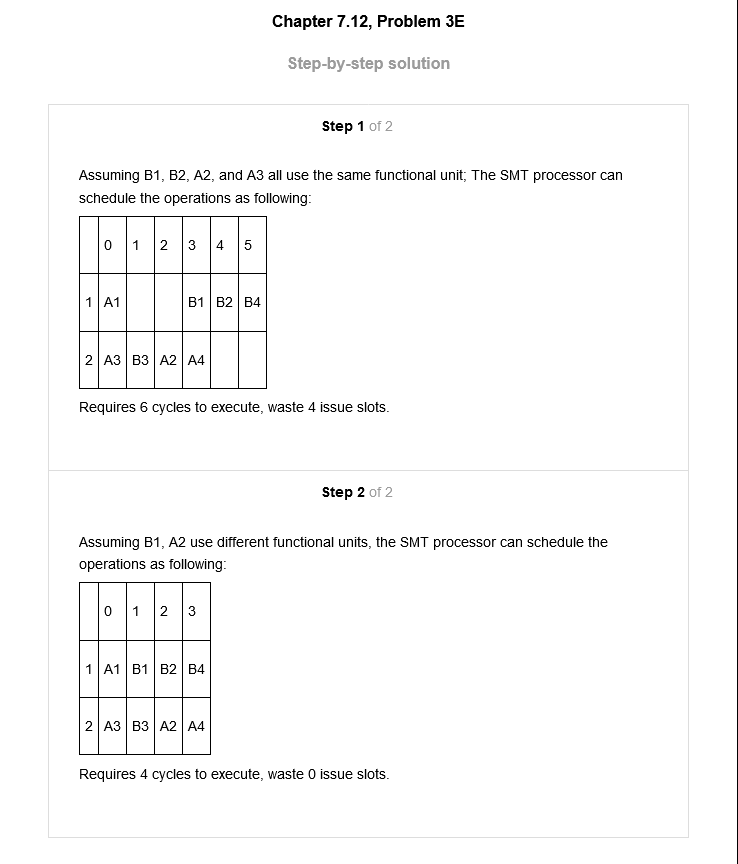 Chapter 7.12, Problem 3E
Step-by-step solution
Step 1 of 2
Assuming B1, B2, A2, and A3 all use the same functional unit; The SMT processor can
schedule the operations as following:
0 1 2 3 4 5
1 A1 B1 B2 B4
2 A3 B3 A2 A4
Requires 6 cycles to execute, waste 4 issue slots.
Step 2 of 2
Assuming B1, A2 use different functional units, the SMT processor can schedule the
operations as following:
0 1 2 3
1 A1 B1 B2 B4
2 A3 B3 A2 A4
Requires 4 cycles to execute, waste 0 issue slots.